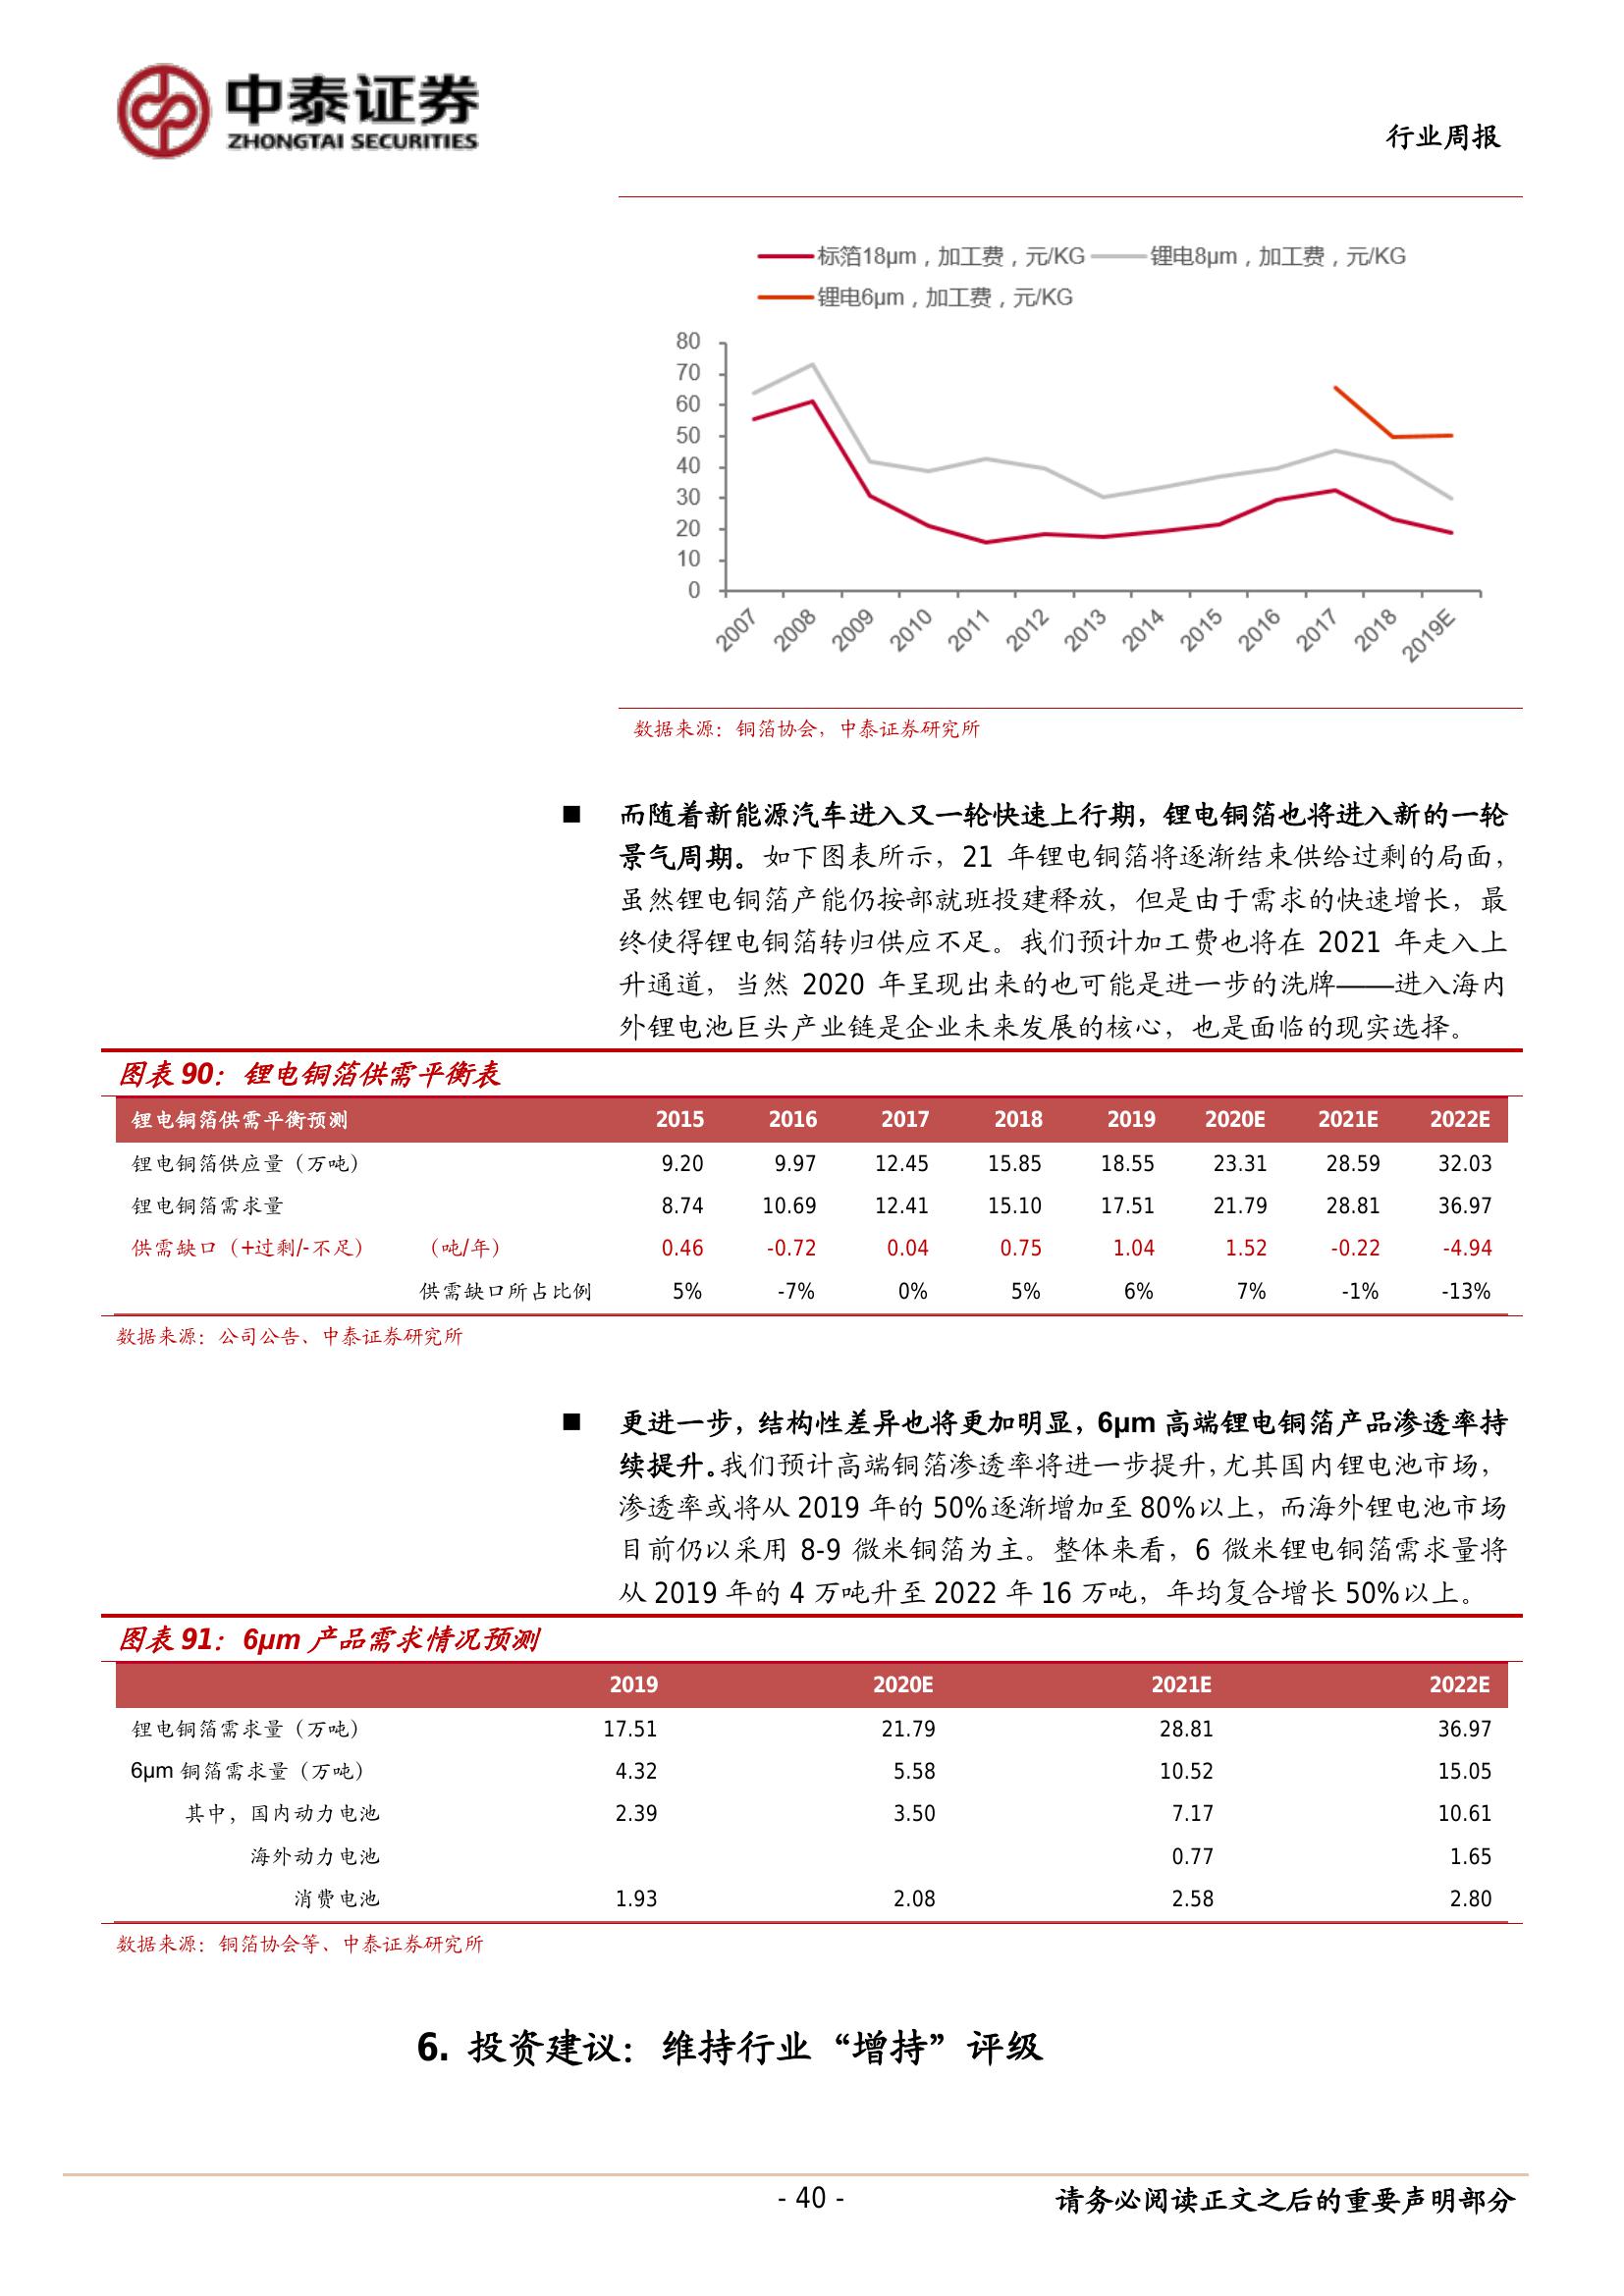 中泰证券
ZHONGTAI SECURITIES
行业周报
标箔18μm，加工费，元/KG 锂电8μm，加工费，元/KG
锂电6μm，加工费，元/KG
80
70
60
50
40
30
20
10
0
2007 2008 2009 2010 2011 2012 2013 2014 2015 2016 2017 2018 2019E
数据来源：铜箔协会，中泰证券研究所
■ 而随着新能源汽车进入又一轮快速上行期，锂电铜箔也将进入新的一轮
景气周期。如下图表所示，21 年锂电铜箔将逐渐结束供给过剩的局面，
虽然锂电铜箔产能仍按部就班投建释放，但是由于需求的快速增长，最
终使得锂电铜箔转归供应不足。我们预计加工费也将在 2021 年走入上
升通道，当然 2020 年呈现出来的也可能是进一步的洗牌——进入海内
外锂电池巨头产业链是企业未来发展的核心，也是面临的现实选择。
图表 90：锂电铜箔供需平衡表
锂电铜箔供需平衡预测 2015 2016 2017 2018 2019 2020E 2021E 2022E
锂电铜箔供应量（万吨） 9.20 9.97 12.45 15.85 18.55 23.31 28.59 32.03
锂电铜箔需求量 8.74 10.69 12.41 15.10 17.51 21.79 28.81 36.97
供需缺口（+过剩/-不足） （吨/年） 0.46 -0.72 0.04 0.75 1.04 1.52 -0.22 -4.94
供需缺口所占比例 5% -7% 0% 5% 6% 7% -1% -13%
数据来源：公司公告、中泰证券研究所
■ 更进一步，结构性差异也将更加明显，6μm 高端锂电铜箔产品渗透率持
续提升。我们预计高端铜箔渗透率将进一步提升，尤其国内锂电池市场，
渗透率或将从 2019 年的 50%逐渐增加至 80%以上，而海外锂电池市场
目前仍以采用 8-9 微米铜箔为主。整体来看，6 微米锂电铜箔需求量将
从 2019 年的 4 万吨升至 2022 年 16 万吨，年均复合增长 50%以上。
图表 91：6μm 产品需求情况预测
2019 2020E 2021E 2022E
锂电铜箔需求量（万吨） 17.51 21.79 28.81 36.97
6μm 铜箔需求量（万吨） 4.32 5.58 10.52 15.05
其中，国内动力电池 2.39 3.50 7.17 10.61
海外动力电池 0.77 1.65
消费电池 1.93 2.08 2.58 2.80
数据来源：铜箔协会等、中泰证券研究所
6. 投资建议：维持行业“增持”评级
- 40 - 请务必阅读正文之后的重要声明部分